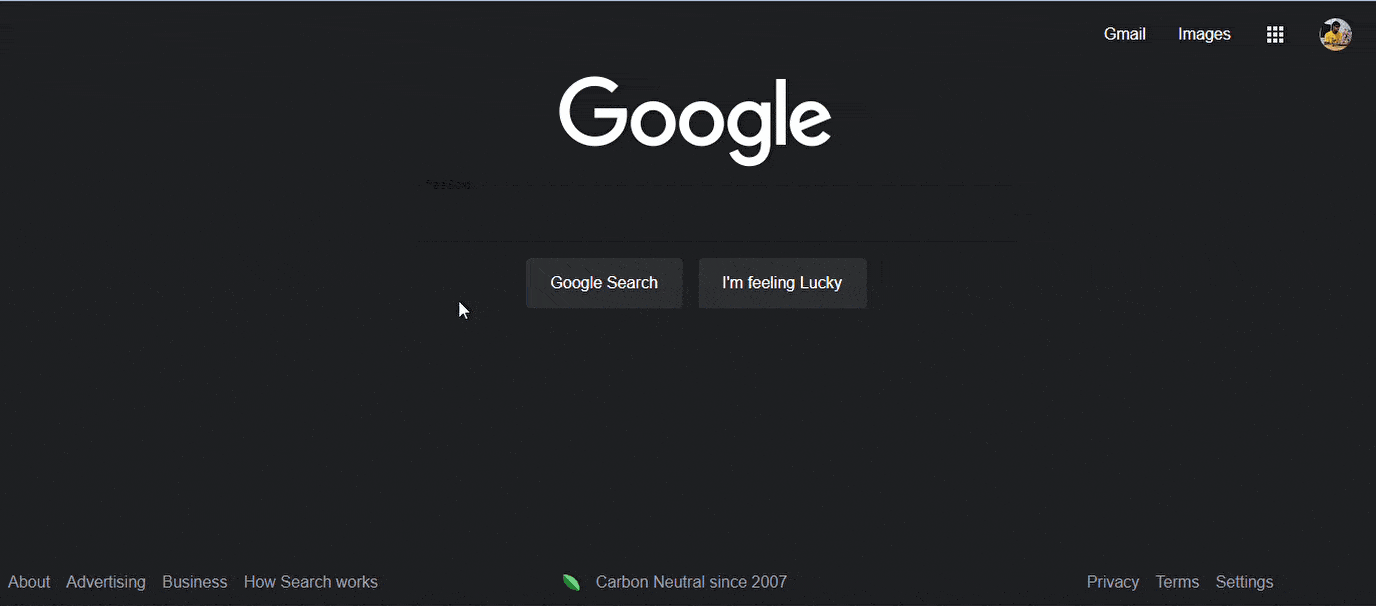 Gmail Images
Google
Google Search I'm feeling Lucky
About Advertising Business How Search works Carbon Neutral since 2007 Privacy Terms Settings